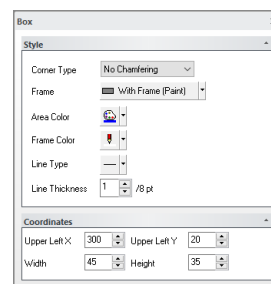 Box
Style
Corner Type No Chamfering
Frame With Frame (Paint)
Area Color
Frame Color
Line Type
Line Thickness 1 /8 pt
Coordinates
Upper Left X 300 Upper Left Y 20
Width 45 Height 35